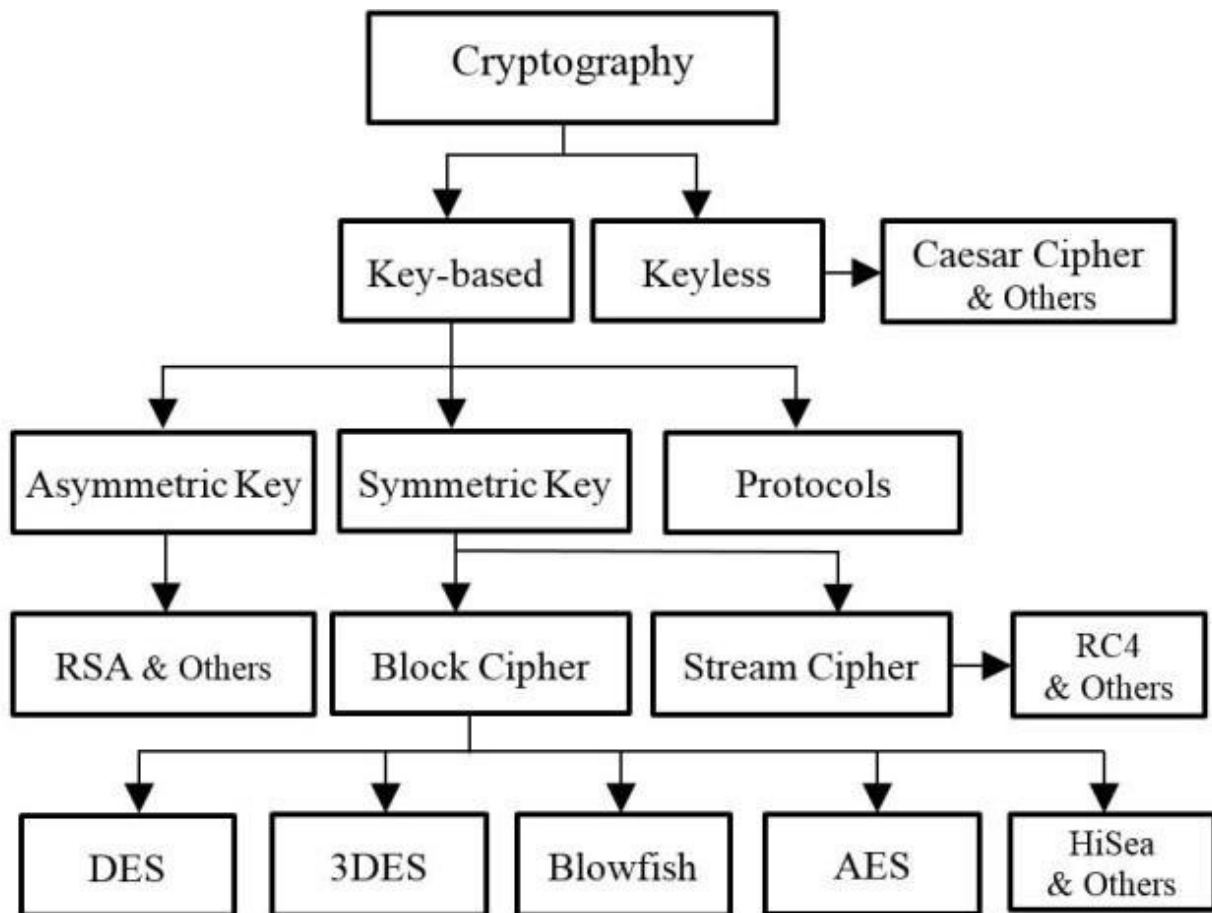 Cryptography
Key-based
Keyless
Caesar Cipher
& Others
Asymmetric Key
Symmetric Key
Protocols
RSA & Others
Block Cipher
Stream Cipher
RC4
& Others
DES
3DES
Blowfish
AES
HiSea
& Others